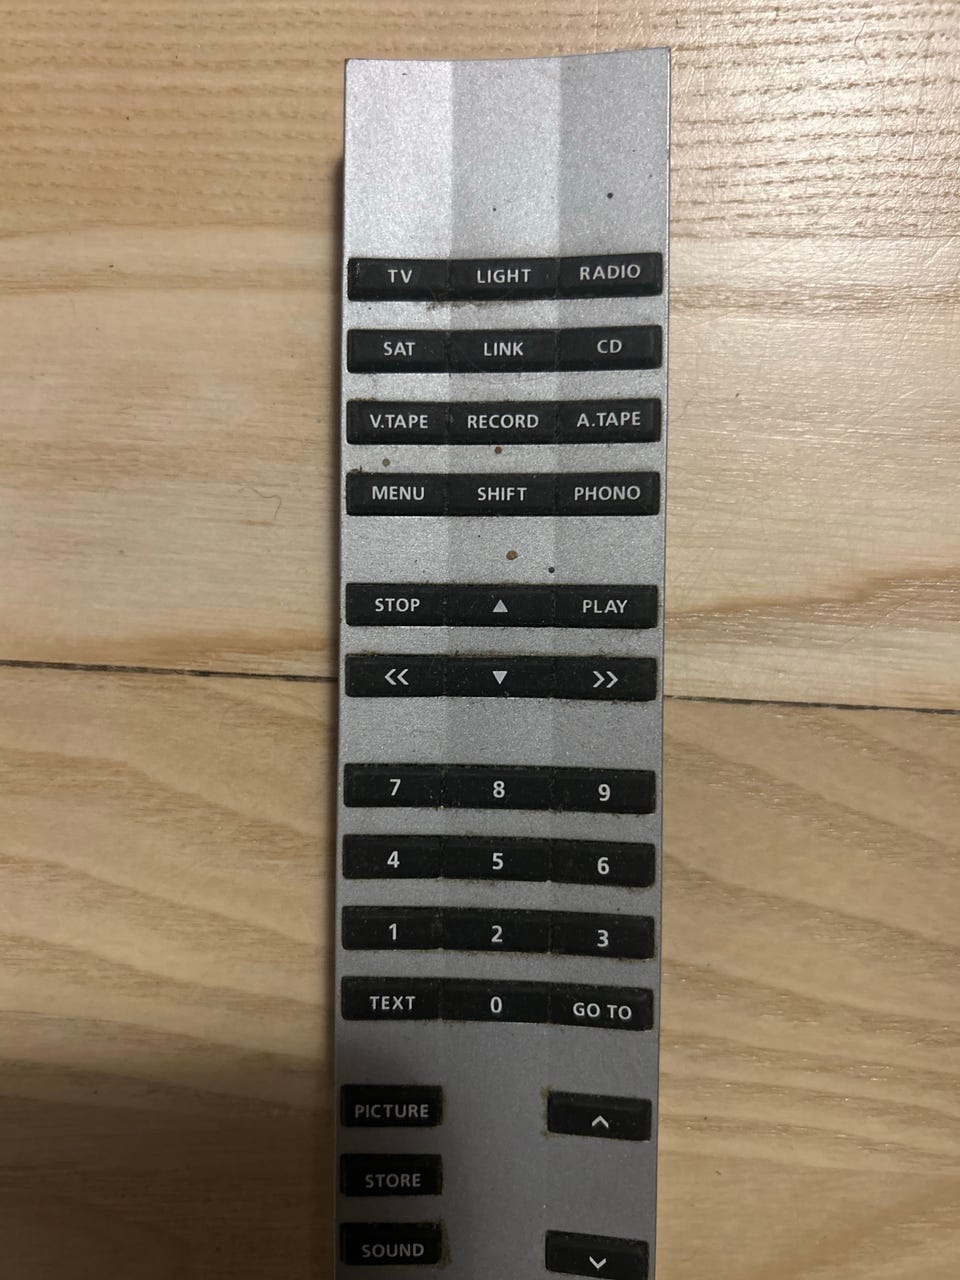 TV LIGHT RADIO
SAT LINK CD
V.TAPE RECORD A.TAPE
MENU SHIFT PHONO
STOP ▲ PLAY
<< ▼ >>
7 8 9
4 5 6
1 2 3
TEXT 0 GO TO
PICTURE
STORE
SOUND